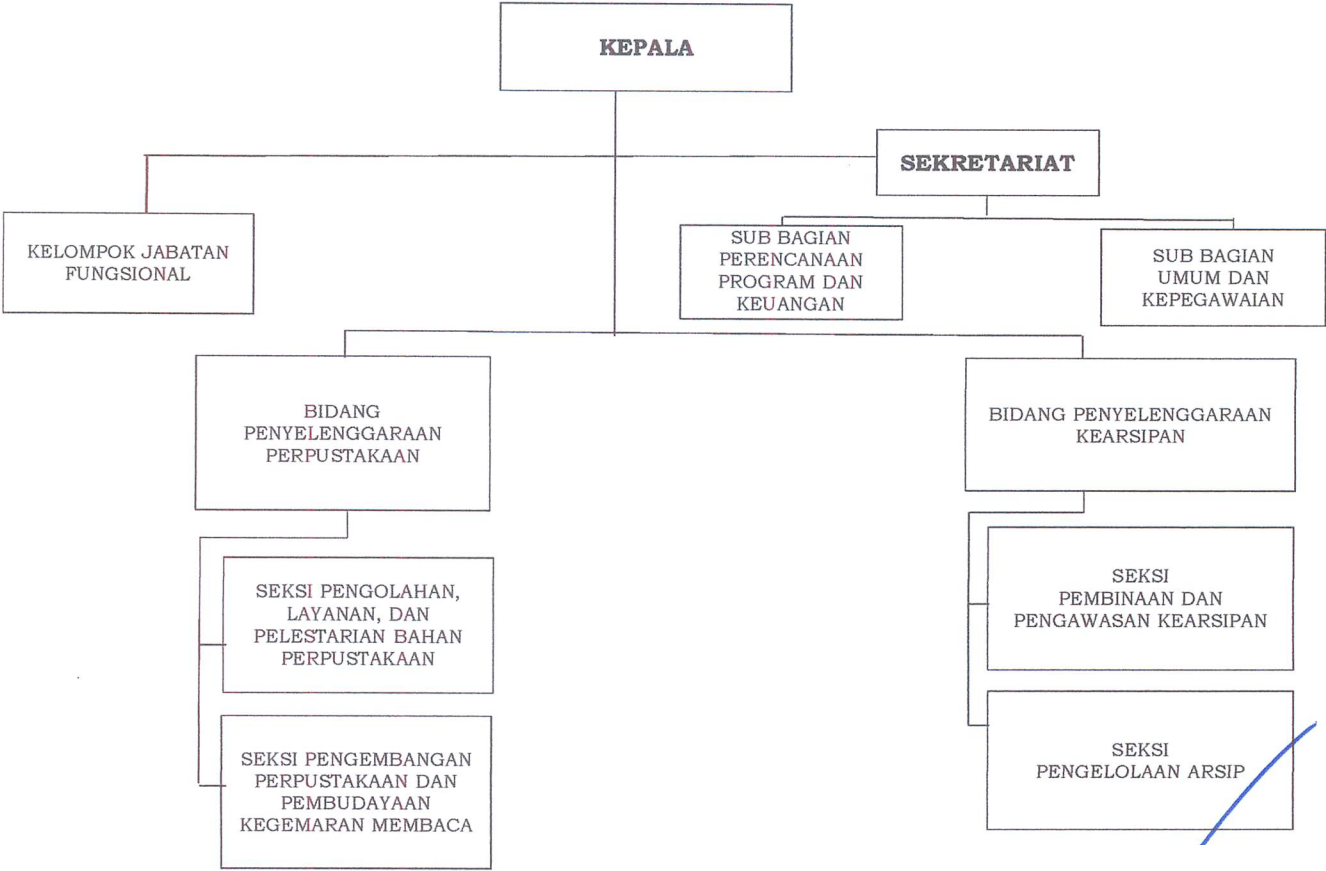 KEPALA
SEKRETARIAT
KELOMPOK JABATAN
FUNGSIONAL
SUB BAGIAN
PERENCANAAN
PROGRAM DAN
KEUANGAN
SUB BAGIAN
UMUM DAN
KEPEGAWAIAN
BIDANG
PENYELENGGARAAN
PERPUSTAKAAN
BIDANG PENYELENGGARAAN
KEARSIPAN
SEKSI PENGOLAHAN,
LAYANAN, DAN
PELESTARIAN BAHAN
PERPUSTAKAAN
SEKSI PENGEMBANGAN
PERPUSTAKAAN DAN
PEMBUDAYAAN
KEGEMARAN MEMBACA
SEKSI
PEMBINAAN DAN
PENGAWASAN KEARSIPAN
SEKSI
PENGELOLAAN ARSIP